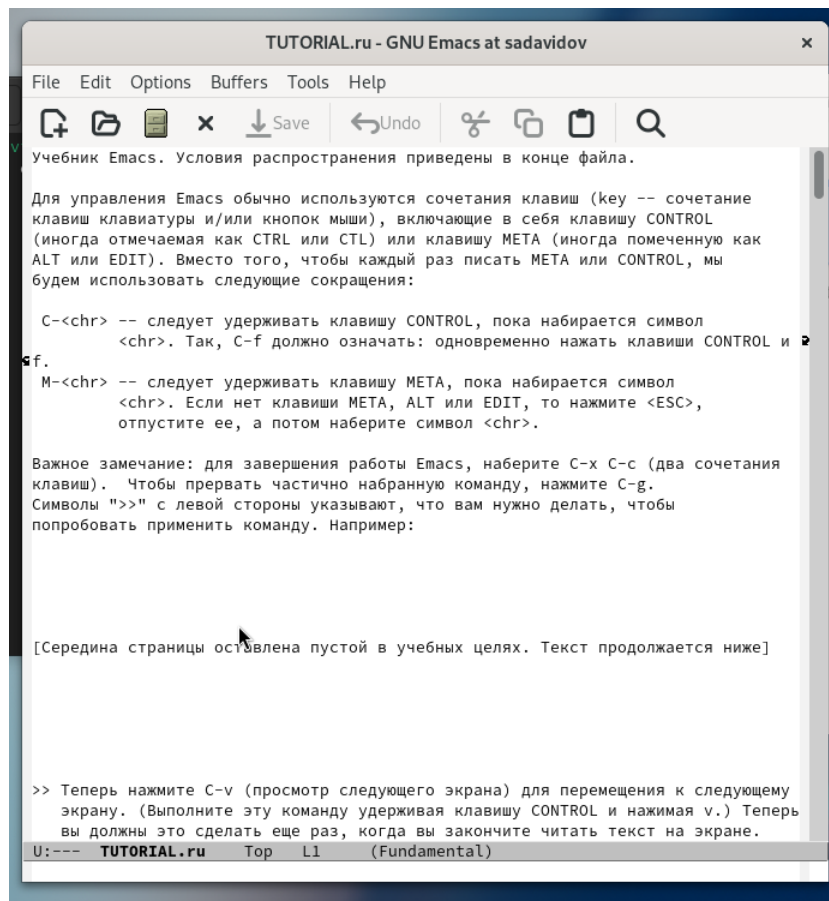 TUTORIAL.ru - GNU Emacs at sadavidov
File Edit Options Buffers Tools Help
Save Undo
Учебник Emacs. Условия распространения приведены в конце файла.
Для управления Emacs обычно используются сочетания клавиш (key -- сочетание
клавиш клавиатуры и/или кнопок мыши), включающие в себя клавишу CONTROL
(иногда отмечаемая как CTRL или CTL) или клавишу META (иногда помеченную как
ALT или EDIT). Вместо того, чтобы каждый раз писать META или CONTROL, мы
будем использовать следующие сокращения:
C-<chr> -- следует удерживать клавишу CONTROL, пока набирается символ
<chr>. Так, C-f должно означать: одновременно нажать клавиши CONTROL и
f.
M-<chr> -- следует удерживать клавишу META, пока набирается символ
<chr>. Если нет клавиши META, ALT или EDIT, то нажмите <ESC>,
отпустите ее, а потом наберите символ <chr>.
Важное замечание: для завершения работы Emacs, наберите C-x C-c (два сочетания
клавиш).  Чтобы прервать частично набранную команду, нажмите C-g.
Символы ">>" с левой стороны указывают, что вам нужно делать, чтобы
попробовать применить команду. Например:
[Середина страницы оставлена пустой в учебных целях. Текст продолжается ниже]
>> Теперь нажмите C-v (просмотр следующего экрана) для перемещения к следующему
экрану. (Выполните эту команду удерживая клавишу CONTROL и нажимая v.) Теперь
вы должны это сделать еще раз, когда вы закончите читать текст на экране.
U:--- TUTORIAL.ru Top L1 (Fundamental)